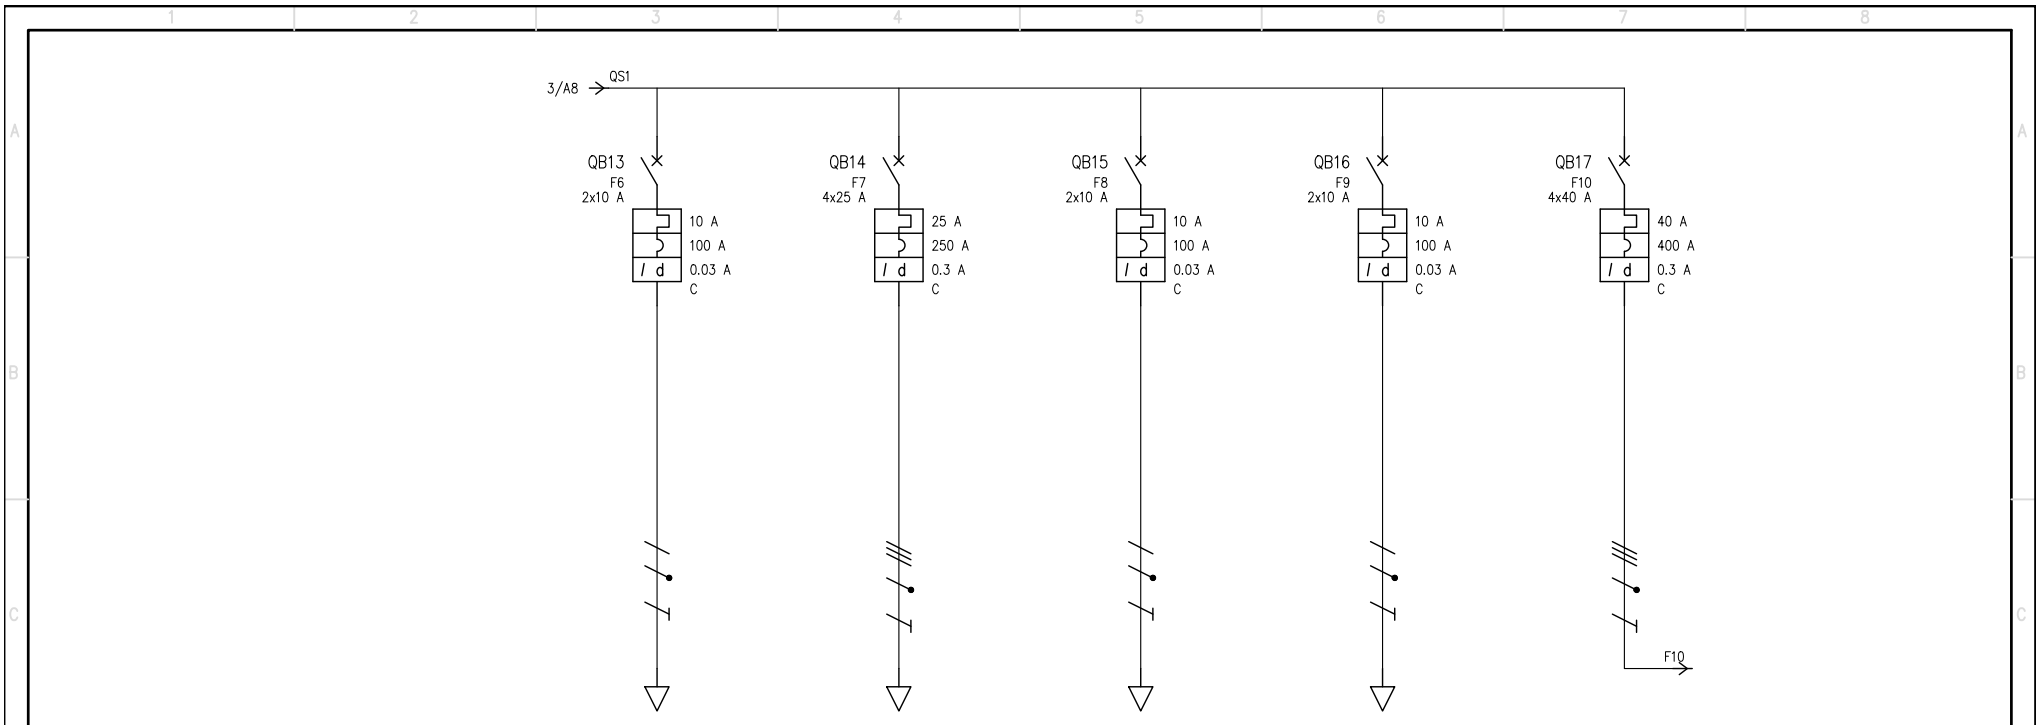 1 2 3 4 5 6 7 8
QS1
3/A8
A A
QB13 QB14 QB15 QB16 QB17
F6 F7 F8 F9 F10
2x10 A 4x25 A 2x10 A 2x10 A 4x40 A
10 A 25 A 10 A 10 A 40 A
100 A 250 A 100 A 100 A 400 A
I d 0.03 A I d 0.3 A I d 0.03 A I d 0.03 A I d 0.3 A
C C C C C
B B
C C
F10